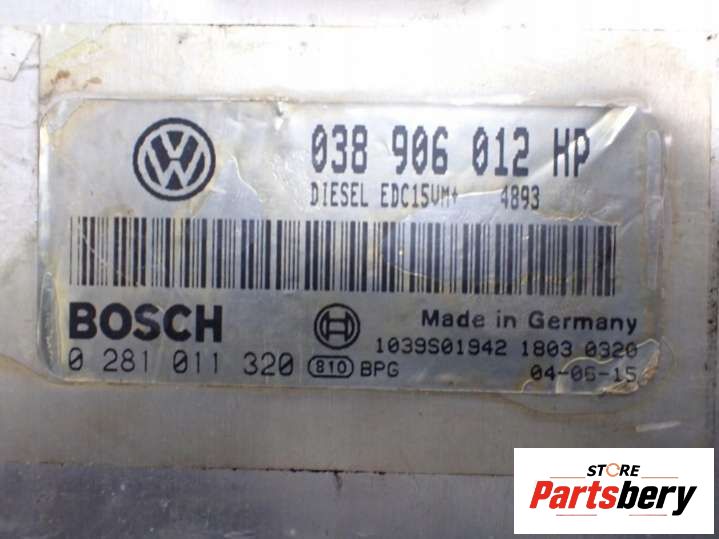 038 906 012 HP
DIESEL EDC15VM+ 4893
BOSCH
Made in Germany
0 281 011 320 810 BPG
1039S01942 1803 0320
04-06-15
STORE
Partsbery